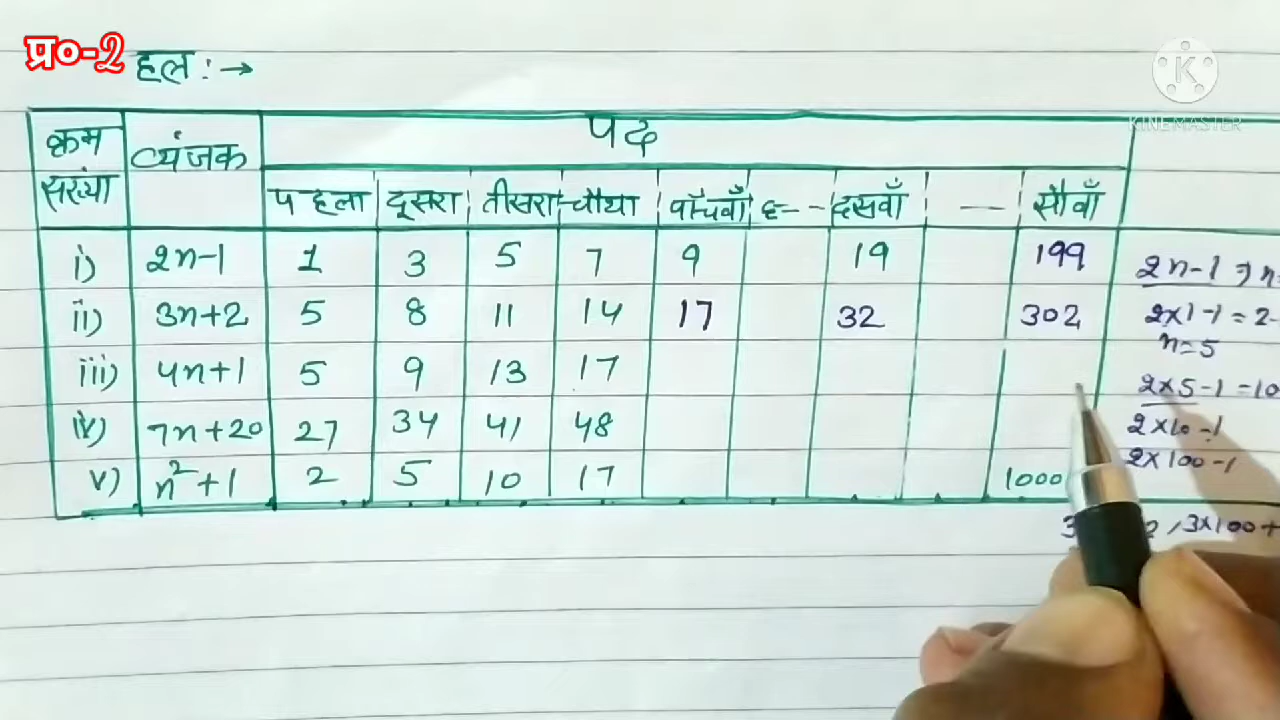 प्र०-2 हल :→
KINEMASTER
क्रम संख्या व्यंजक पद
पहला दूसरा तीसरा चौथा पाँचवाँ --- दसवाँ --- सौवाँ
i) 2n-1 1 3 5 7 9 19 199
ii) 3n+2 5 8 11 14 17 32 302
iii) 4n+1 5 9 13 17
iv) 7n+20 27 34 41 48
v) n²+1 2 5 10 17 1000
2n-1 ⇒ n=
2×1-1 = 2-
n=5
2×5-1 =10
2×10-1
2×100-1
3 2 / 3×100+